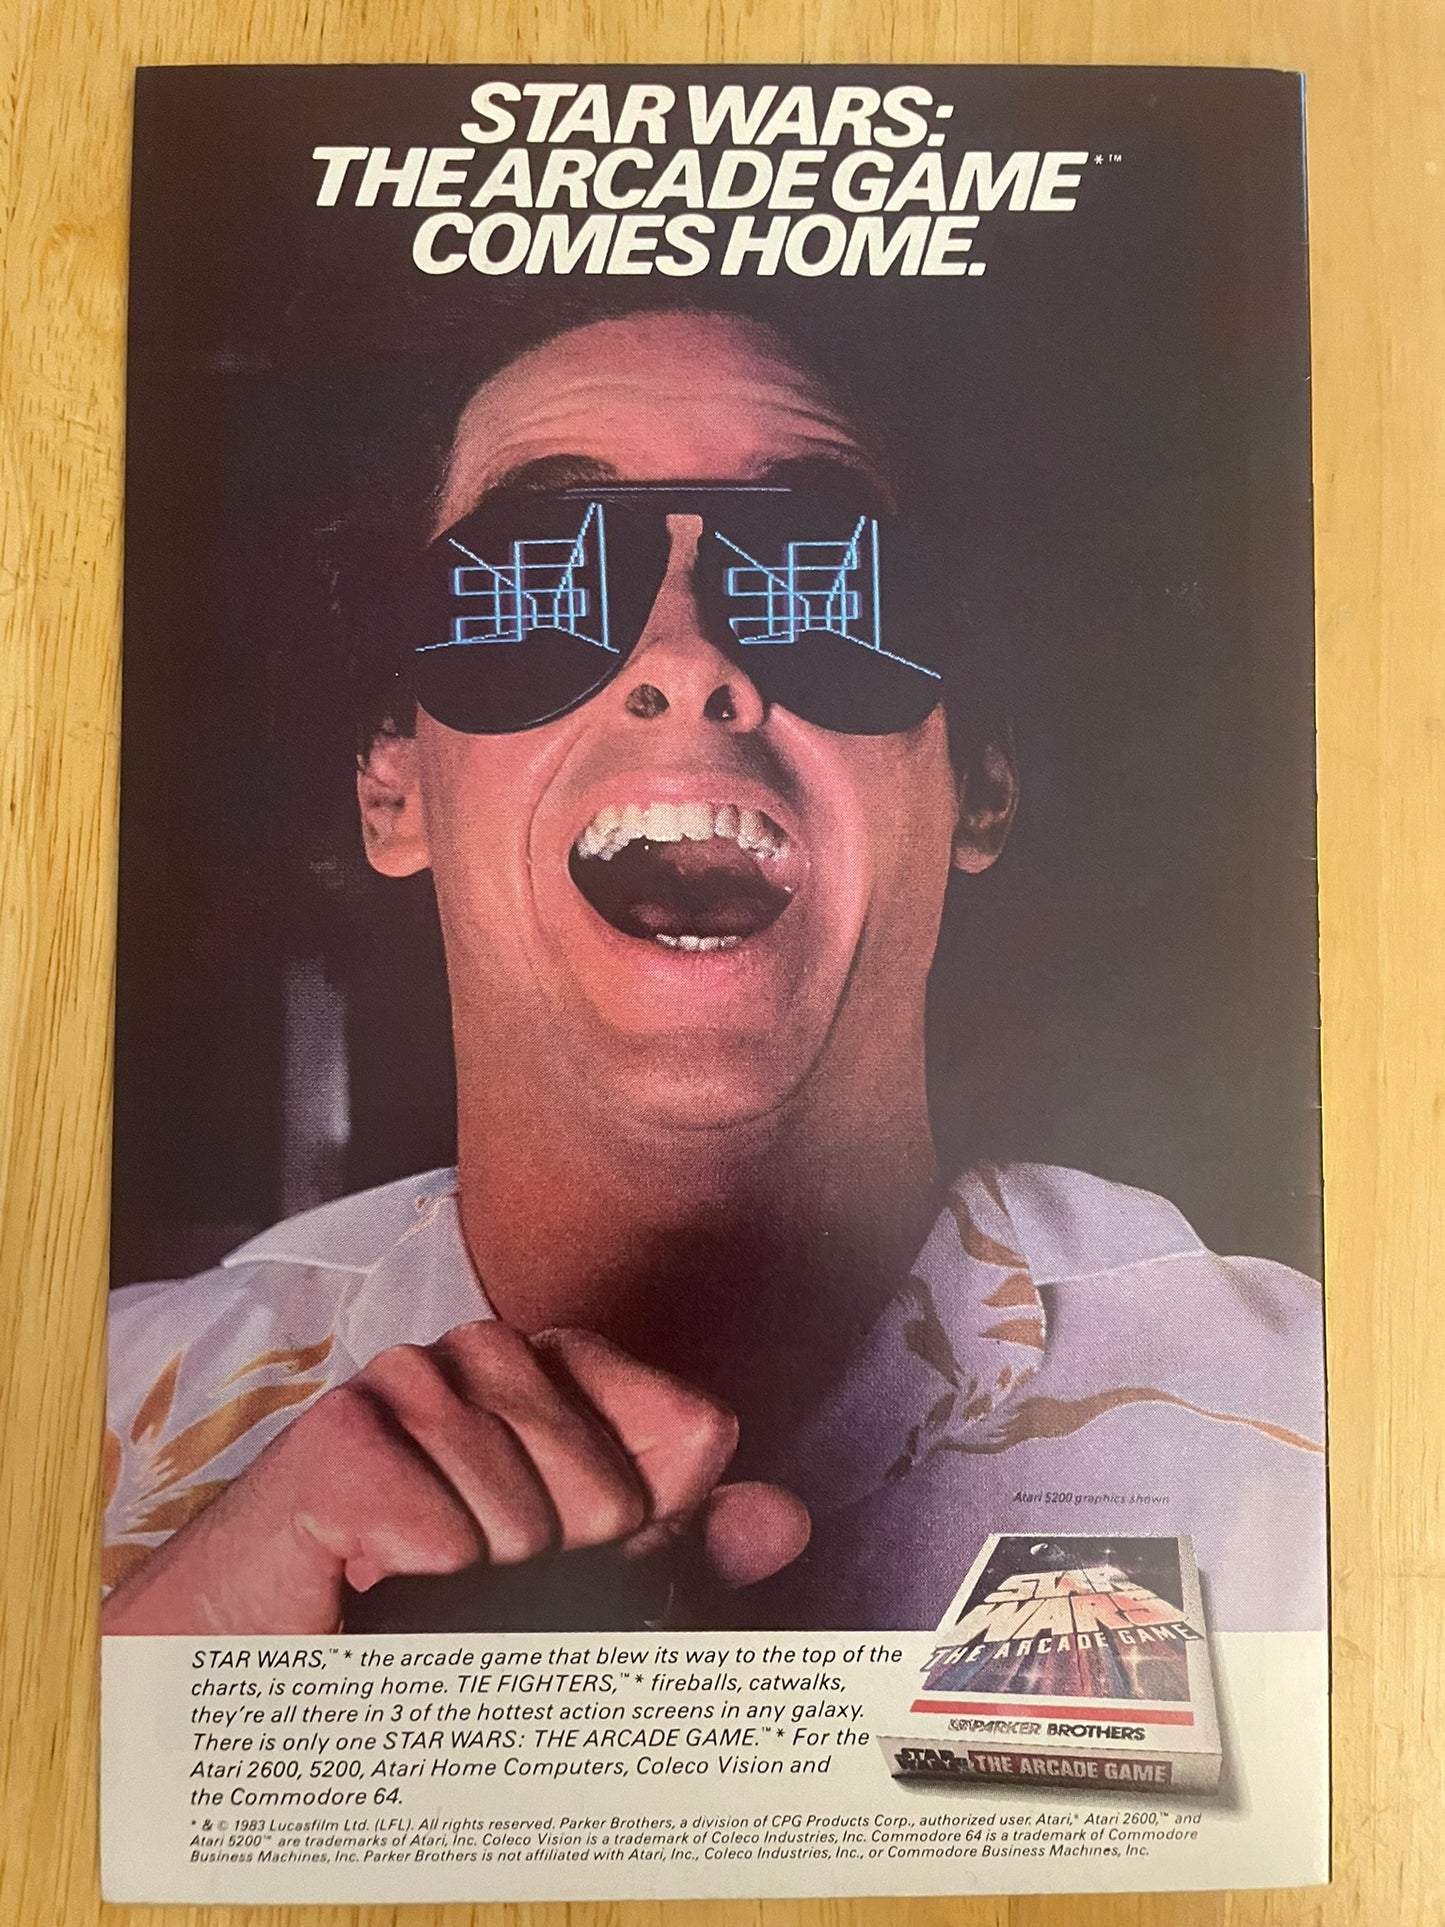 STAR WARS:
THE ARCADE GAME*™
COMES HOME.
Atari 5200 graphics shown
STAR WARS
THE ARCADE GAME
PARKER BROTHERS
STAR WARS THE ARCADE GAME
STAR WARS,™* the arcade game that blew its way to the top of the
charts, is coming home. TIE FIGHTERS,™* fireballs, catwalks,
they're all there in 3 of the hottest action screens in any galaxy.
There is only one STAR WARS: THE ARCADE GAME.™* For the
Atari 2600, 5200, Atari Home Computers, Coleco Vision and
the Commodore 64.
* & © 1983 Lucasfilm Ltd. (LFL). All rights reserved. Parker Brothers, a division of CPG Products Corp., authorized user. Atari,® Atari 2600,™ and
Atari 5200™ are trademarks of Atari, Inc. Coleco Vision is a trademark of Coleco Industries, Inc. Commodore 64 is a trademark of Commodore
Business Machines, Inc. Parker Brothers is not affiliated with Atari, Inc., Coleco Industries, Inc., or Commodore Business Machines, Inc.